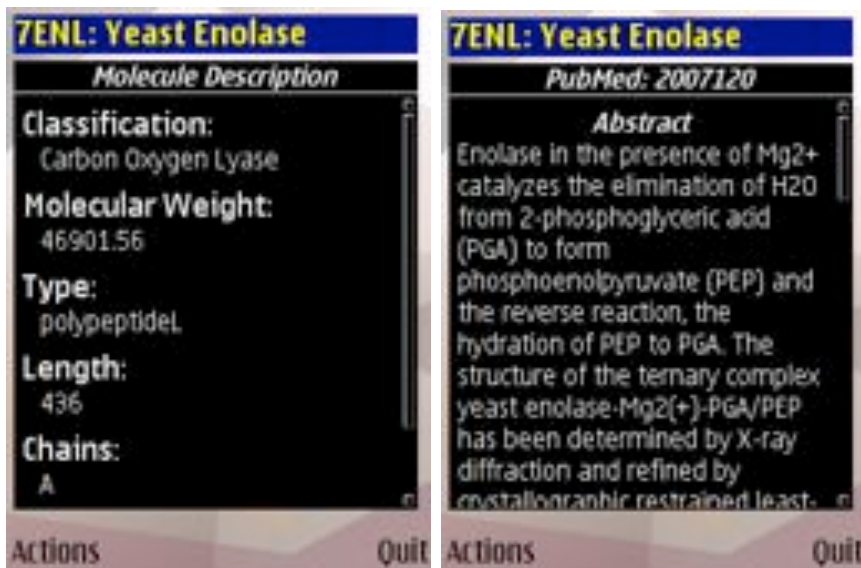 7ENL: Yeast Enolase
Molecule Description
Classification:
Carbon Oxygen Lyase
Molecular Weight:
46901.56
Type:
polypeptideL
Length:
436
Chains:
A
Actions Quit
7ENL: Yeast Enolase
PubMed: 2007120
Abstract
Enolase in the presence of Mg2+
catalyzes the elimination of H2O
from 2-phosphoglyceric acid
(PGA) to form
phosphoenolpyruvate (PEP) and
the reverse reaction, the
hydration of PEP to PGA. The
structure of the ternary complex
yeast enolase-Mg2(+)-PGA/PEP
has been determined by X-ray
diffraction and refined by
crystallographic restrained least-
Actions Quit